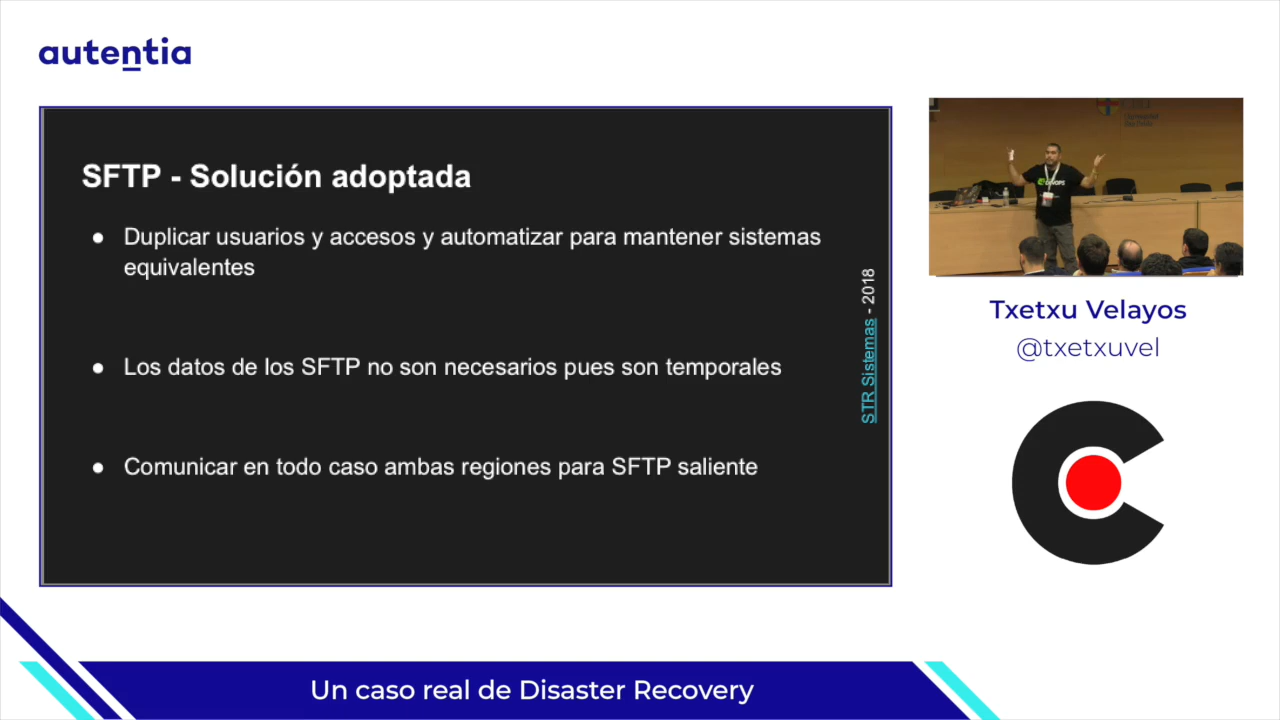 autentia
SFTP - Solución adoptada
● Duplicar usuarios y accesos y automatizar para mantener sistemas
equivalentes
● Los datos de los SFTP no son necesarios pues son temporales
● Comunicar en todo caso ambas regiones para SFTP saliente
STR Sistemas - 2018
Txetxu Velayos
@txetxuvel
Un caso real de Disaster Recovery